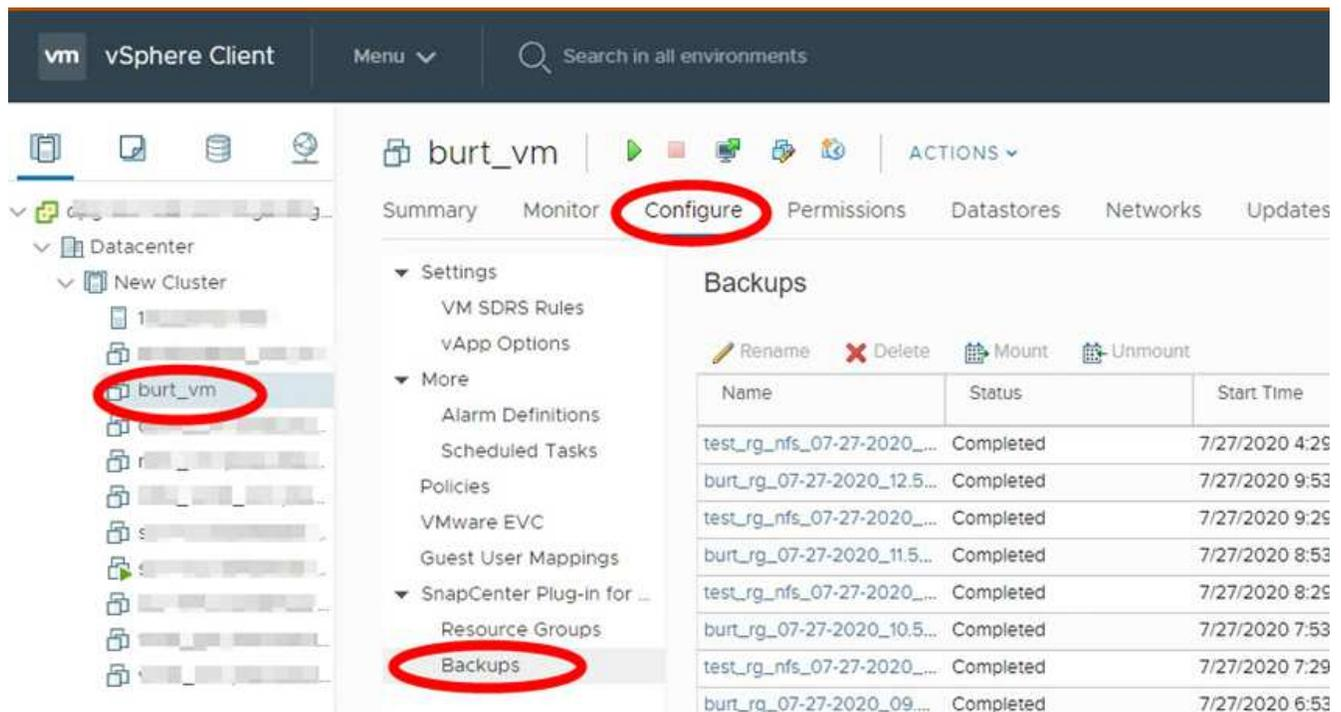 vm vSphere Client Menu Search in all environments
burt_vm ACTIONS
Summary Monitor Configure Permissions Datastores Networks Updates
Datacenter
New Cluster
burt_vm
Settings
VM SDRS Rules
vApp Options
More
Alarm Definitions
Scheduled Tasks
Policies
VMware EVC
Guest User Mappings
SnapCenter Plug-in for ...
Resource Groups
Backups
Backups
Rename Delete Mount Unmount
Name Status Start Time
test_rg_nfs_07-27-2020_... Completed 7/27/2020 4:29
burt_rg_07-27-2020_12.5... Completed 7/27/2020 9:53
test_rg_nfs_07-27-2020_... Completed 7/27/2020 9:29
burt_rg_07-27-2020_11.5... Completed 7/27/2020 8:53
test_rg_nfs_07-27-2020_... Completed 7/27/2020 8:29
burt_rg_07-27-2020_10.5... Completed 7/27/2020 7:53
test_rg_nfs_07-27-2020_... Completed 7/27/2020 7:29
burt_rg_07-27-2020_09.... Completed 7/27/2020 6:53